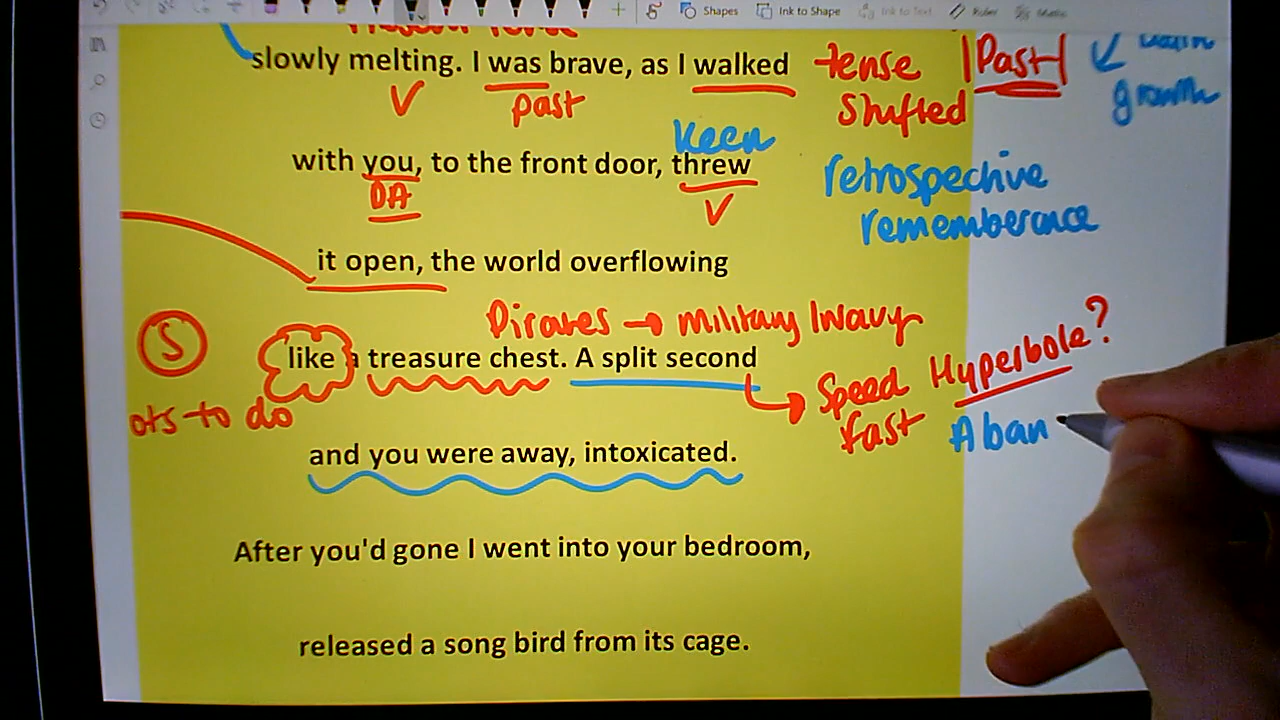 Shapes Ink to Shape Ink to Text Ruler Math
slowly melting. I was brave, as I walked tense |Past|
V past Shifted growth
Keen
with you, to the front door, threw retrospective
DA V rememberance
it open, the world overflowing
Pirates → military/navy
S like a treasure chest. A split second Speed Hyperbole?
ots to do fast Aban
and you were away, intoxicated.
After you'd gone I went into your bedroom,
released a song bird from its cage.